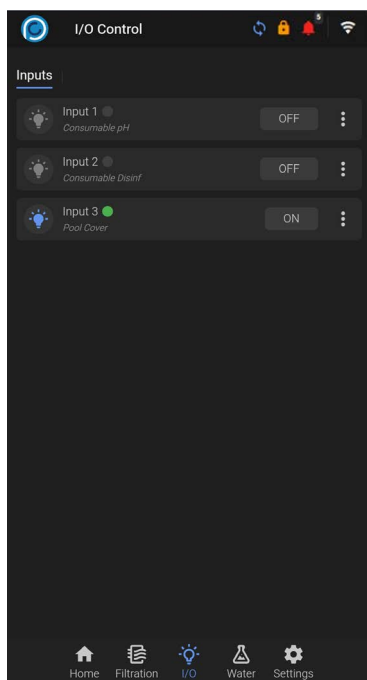 I/O Control
5
Inputs
Input 1
OFF
Consumable pH
Input 2
OFF
Consumable Disinf
Input 3
ON
Pool Cover
Home Filtration I/O Water Settings